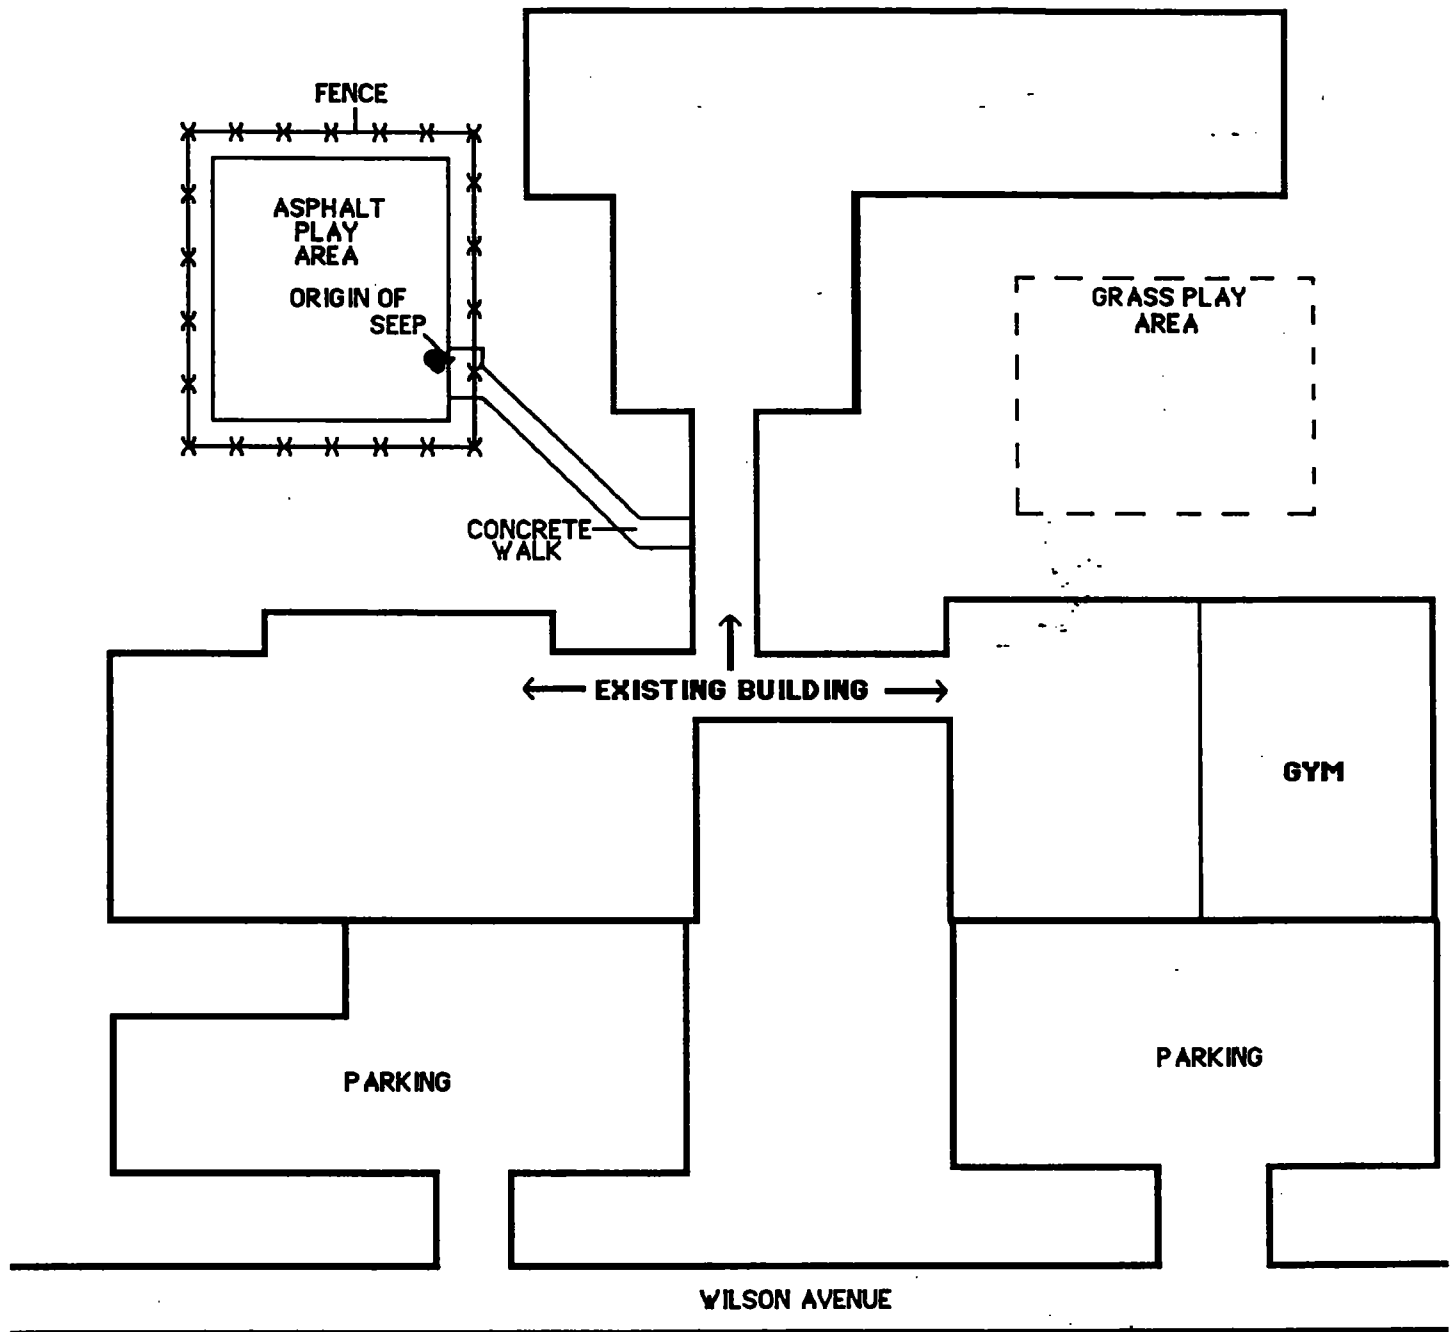 FENCE
ASPHALT
PLAY
AREA
ORIGIN OF
SEEP
GRASS PLAY
AREA
CONCRETE
WALK
EXISTING BUILDING
GYM
PARKING
PARKING
WILSON AVENUE